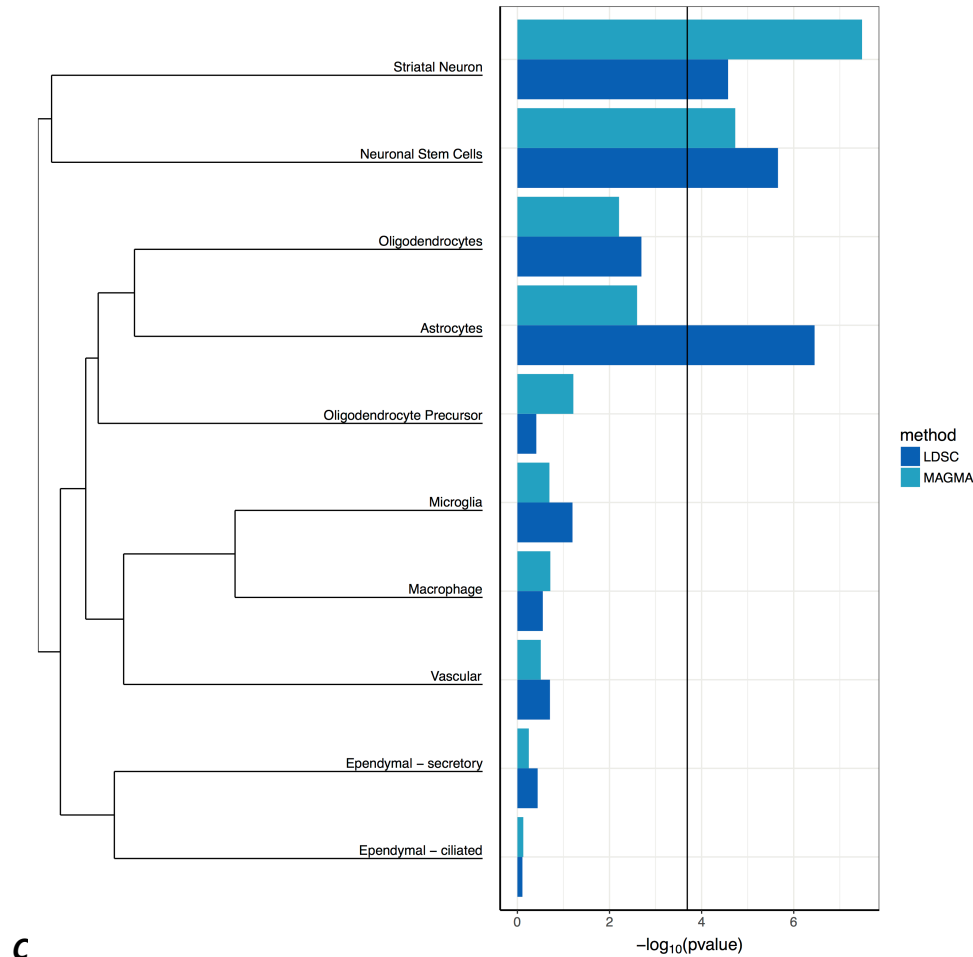 Striatal Neuron
Neuronal Stem Cells
Oligodendrocytes
Astrocytes
Oligodendrocyte Precursor
Microglia
Macrophage
Vascular
Ependymal − secretory
Ependymal − ciliated
method
LDSC
MAGMA
0 2 4 6
−log₁₀(pvalue)
C